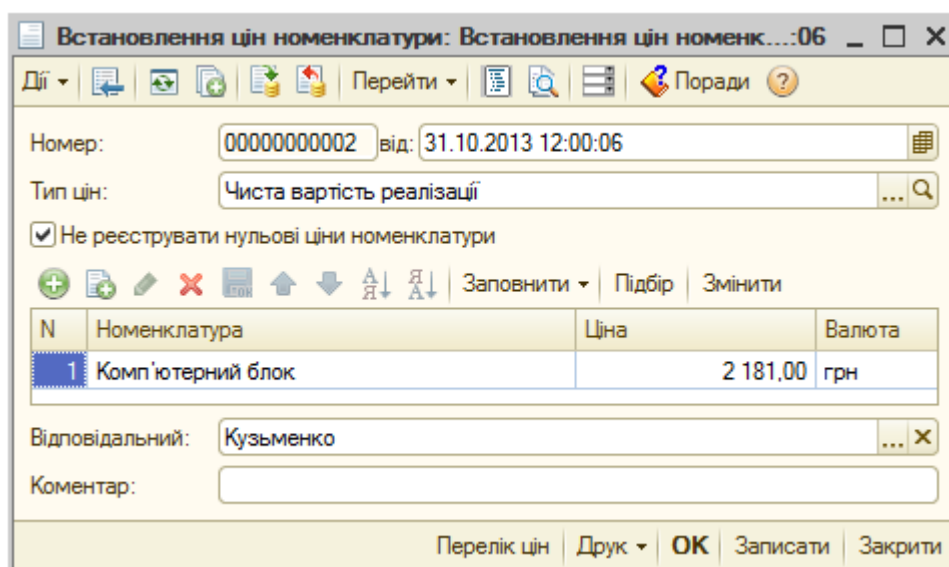 Встановлення цін номенклатури: Встановлення цін номенк...:06
Дії Перейти Поради
Номер: 00000000002 від: 31.10.2013 12:00:06
Тип цін: Чиста вартість реалізації ...
Не реєструвати нульові ціни номенклатури
Заповнити Підбір Змінити
N Номенклатура Ціна Валюта
1 Комп'ютерний блок 2 181,00 грн
Відповідальний: Кузьменко ...
Коментар:
Перелік цін Друк OK Записати Закрити